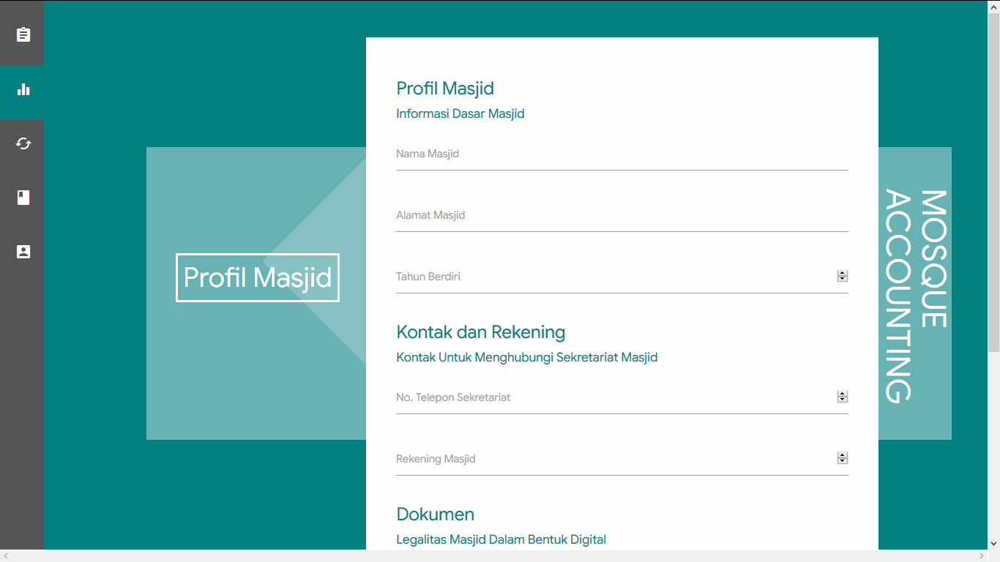 Profil Masjid
Profil Masjid
Informasi Dasar Masjid
Nama Masjid
Alamat Masjid
Tahun Berdiri
Kontak dan Rekening
Kontak Untuk Menghubungi Sekretariat Masjid
No. Telepon Sekretariat
Rekening Masjid
Dokumen
Legalitas Masjid Dalam Bentuk Digital
MOSQUE
ACCOUNTING